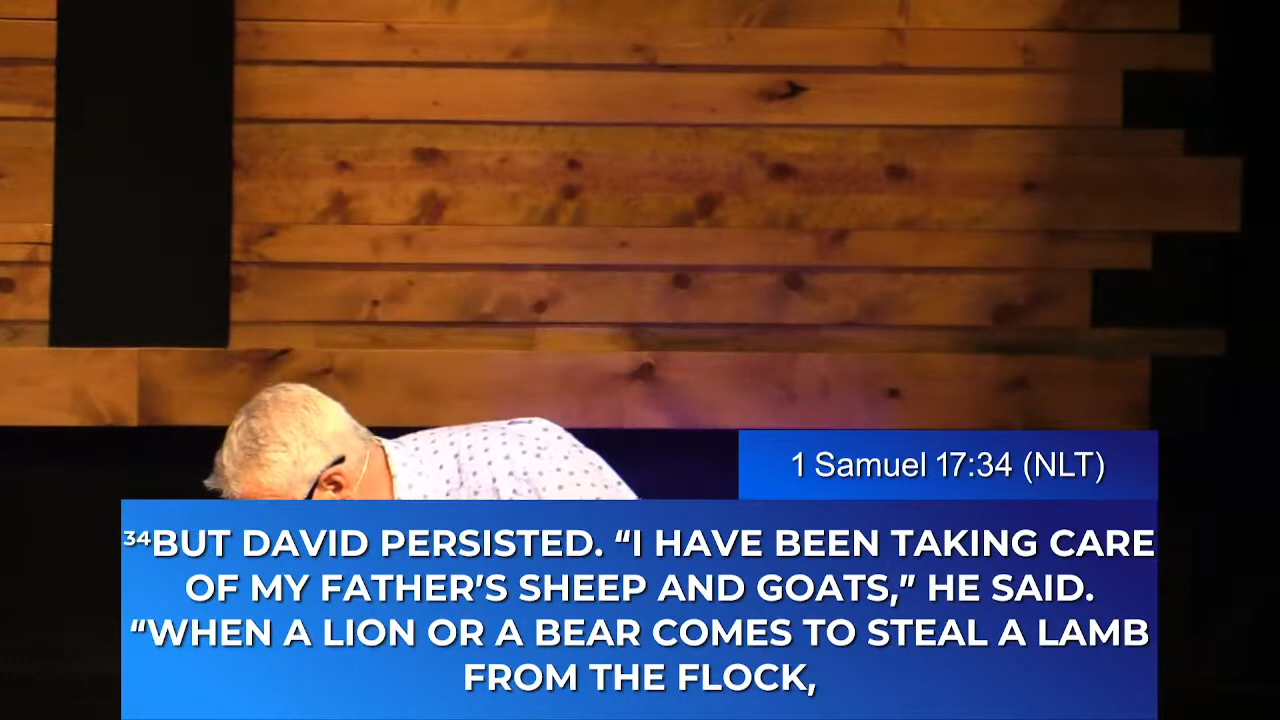 1 Samuel 17:34 (NLT)
³⁴BUT DAVID PERSISTED. “I HAVE BEEN TAKING CARE
OF MY FATHER’S SHEEP AND GOATS,” HE SAID.
“WHEN A LION OR A BEAR COMES TO STEAL A LAMB
FROM THE FLOCK,